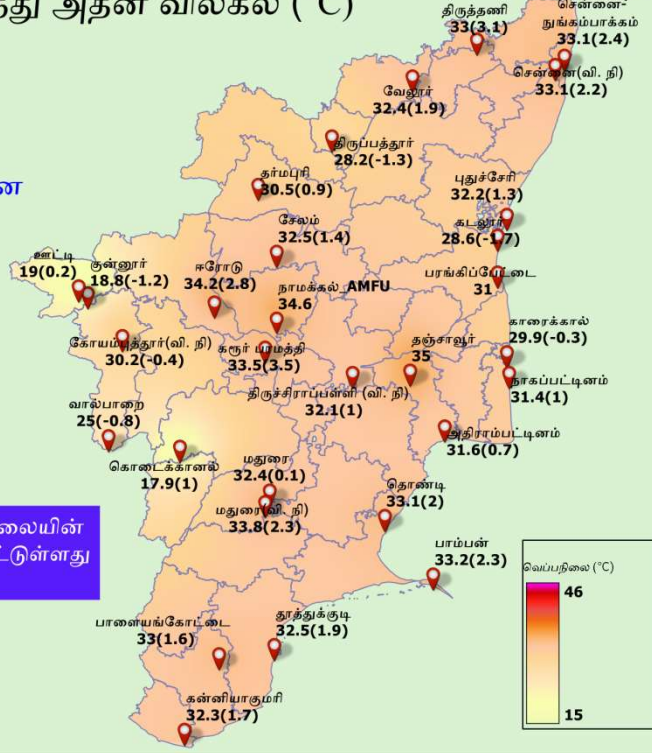 அதன் விலகல் (°C)
சென்னை-
நுங்கம்பாக்கம்
33.1(2.4)
திருத்தணி
33(3.1)
சென்னை(வி. நி)
33.1(2.2)
வேலூர்
32.4(1.9)
திருப்பத்தூர்
28.2(-1.3)
தர்மபுரி
30.5(0.9)
புதுச்சேரி
32.2(1.3)
சேலம்
32.5(1.4)
கடலூர்
28.6(-1.7)
ஊட்டி
19(0.2)
குன்னூர்
18.8(-1.2)
ஈரோடு
34.2(2.8)
பரங்கிப்பேட்டை
31
நாமக்கல்_AMFU
34.6
காரைக்கால்
29.9(-0.3)
கோயம்புத்தூர்(வி. நி)
30.2(-0.4)
கரூர் பரமத்தி
33.5(3.5)
தஞ்சாவூர்
35
நாகப்பட்டினம்
31.4(1)
திருச்சிராப்பள்ளி (வி. நி)
32.1(1)
வால்பாறை
25(-0.8)
அதிராம்பட்டினம்
31.6(0.7)
கொடைக்கானல்
17.9(1)
மதுரை
32.4(0.1)
மதுரை(வி. நி)
33.8(2.3)
தொண்டி
33.1(2)
பாம்பன்
33.2(2.3)
பாளையங்கோட்டை
33(1.6)
தூத்துக்குடி
32.5(1.9)
கன்னியாகுமரி
32.3(1.7)
வெப்பநிலை (°C)
46
15